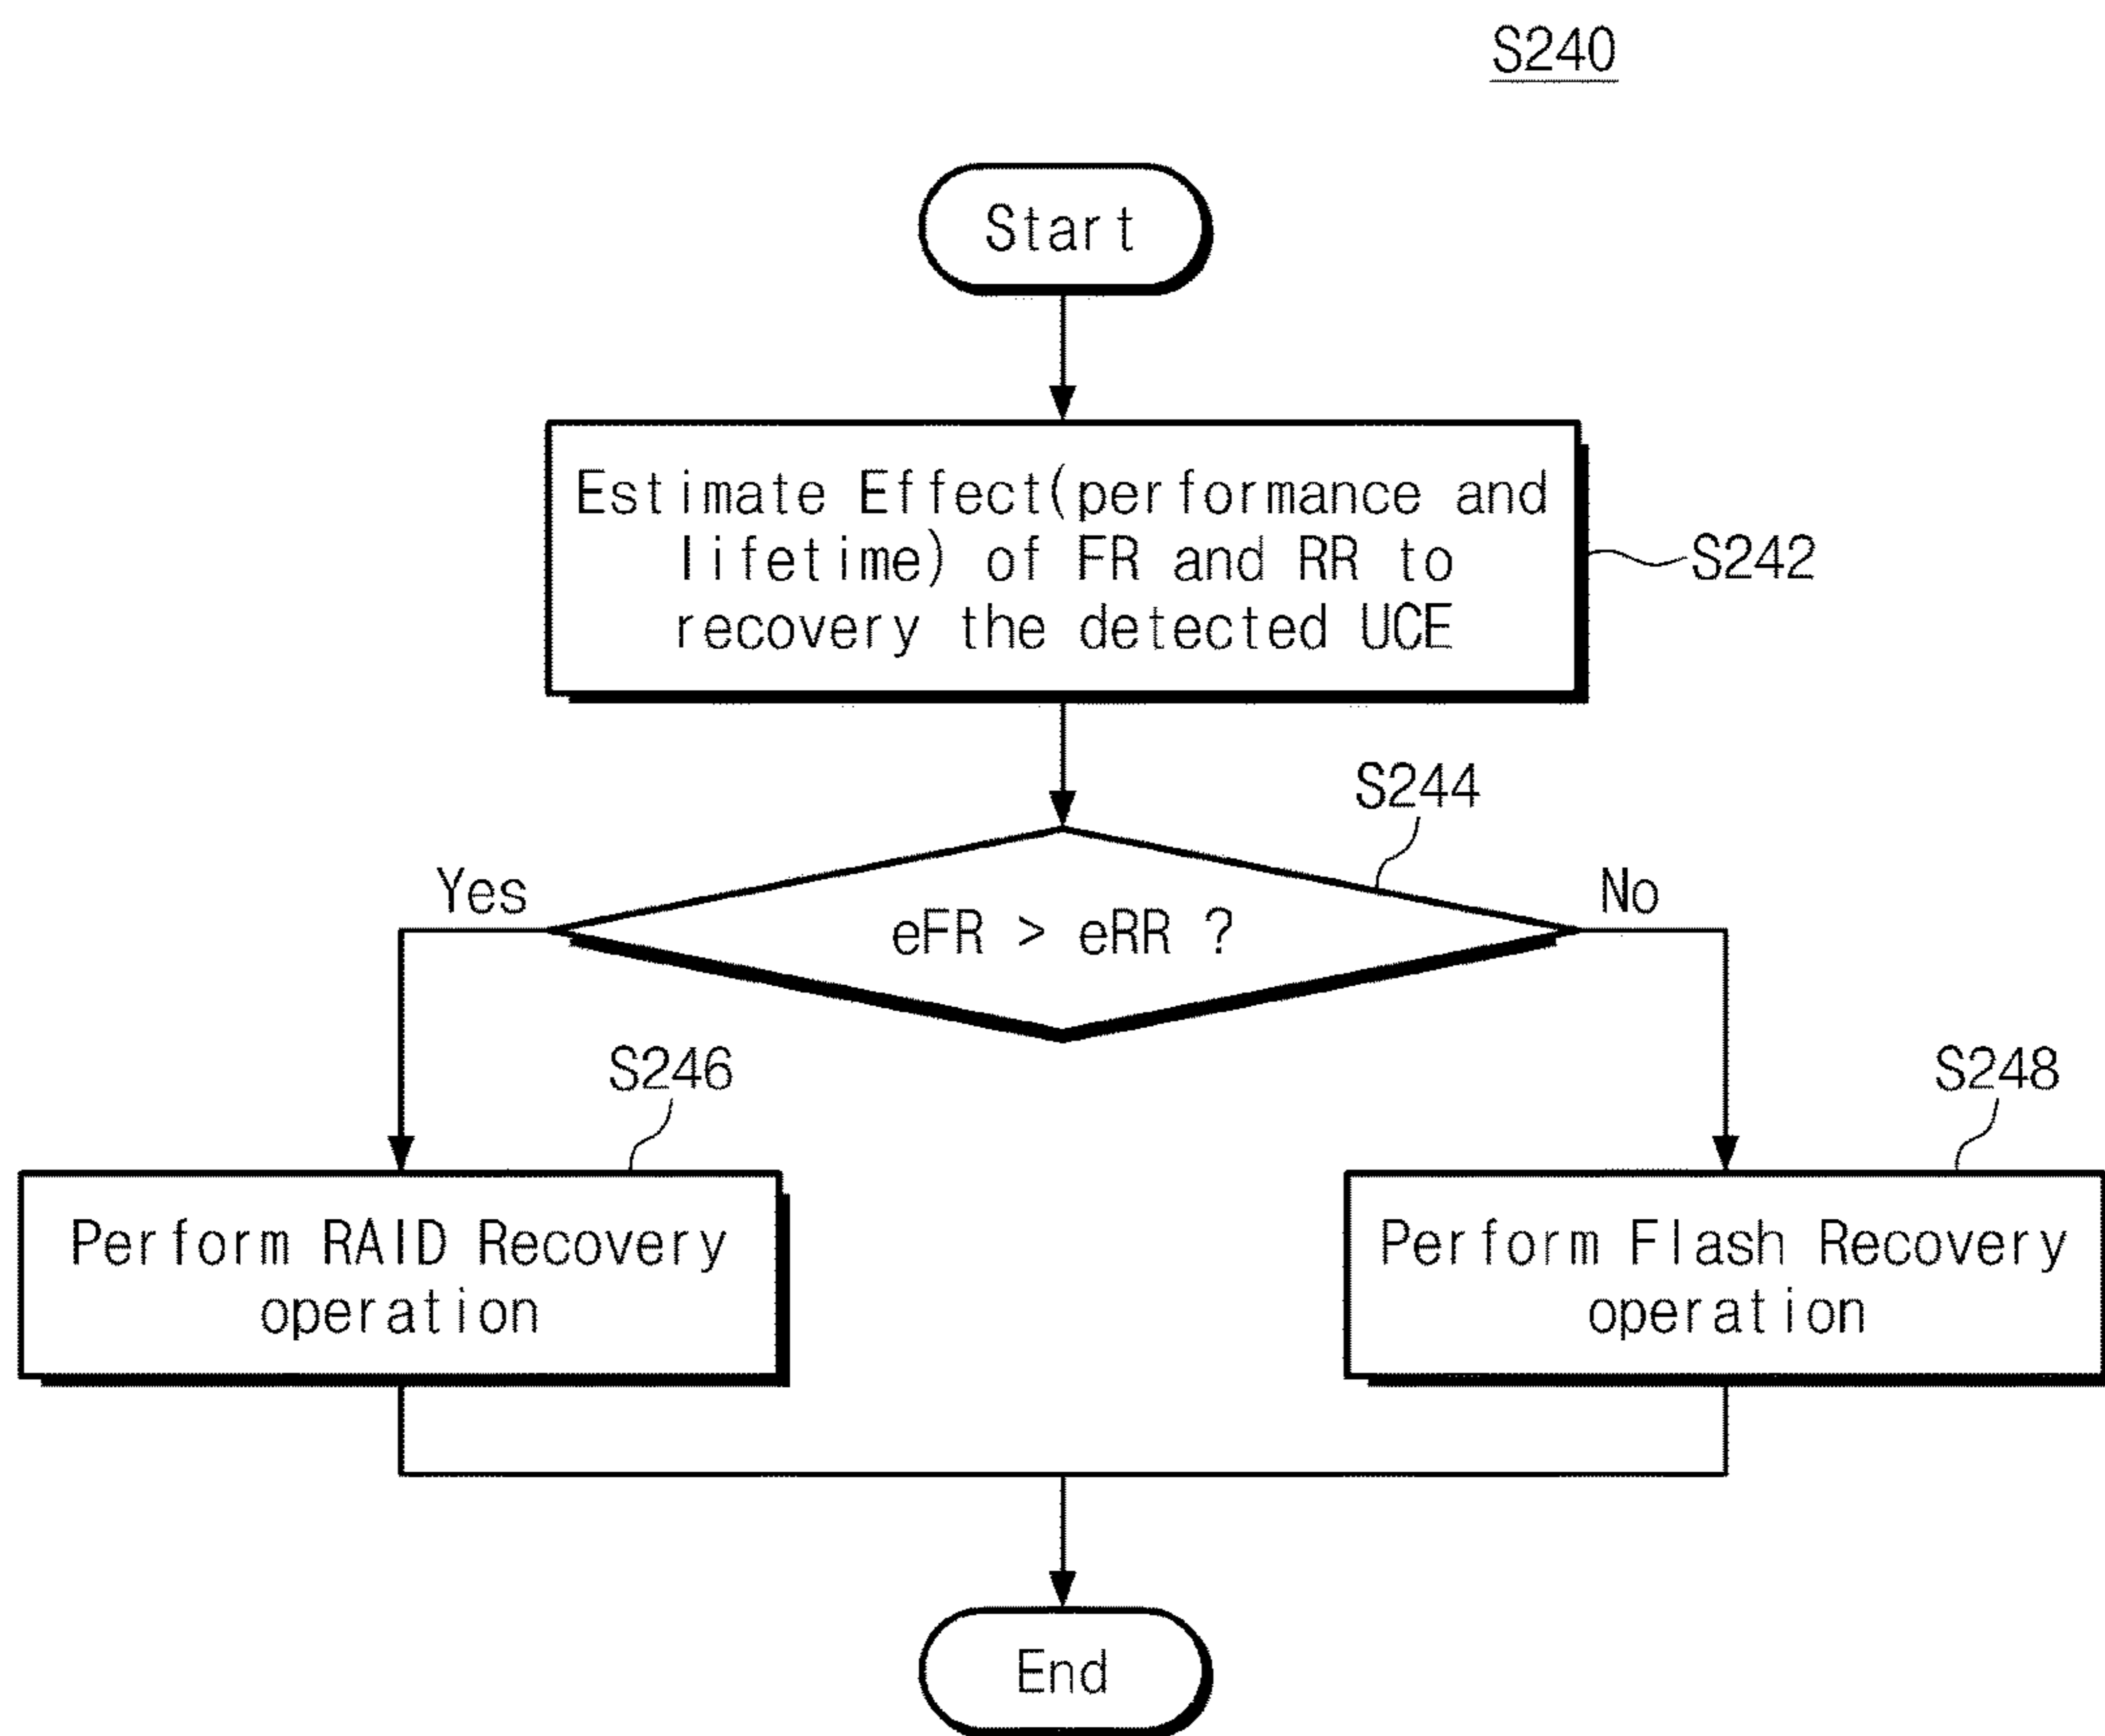 S240
Start
Estimate Effect(performance and
lifetime) of FR and RR to
recovery the detected UCE
S242
S244
Yes
eFR > eRR ?
No
S246
S248
Perform RAID Recovery
operation
Perform Flash Recovery
operation
End